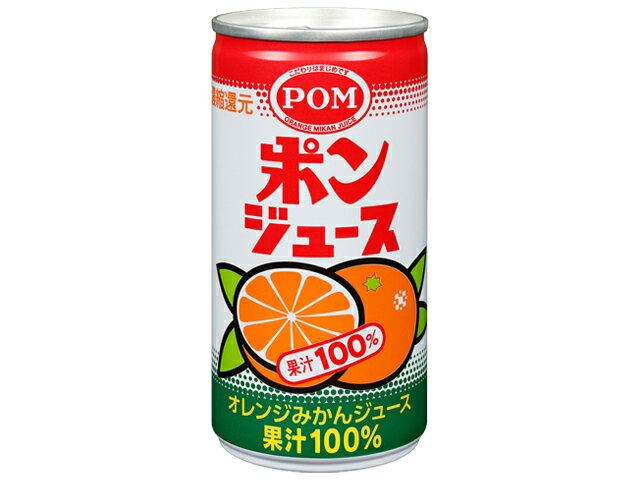 こだわりはまじめです
POM
ORANGE MIKAN JUICE
濃縮還元
ポン
ジュース
果汁100%
オレンジみかんジュース
果汁100%